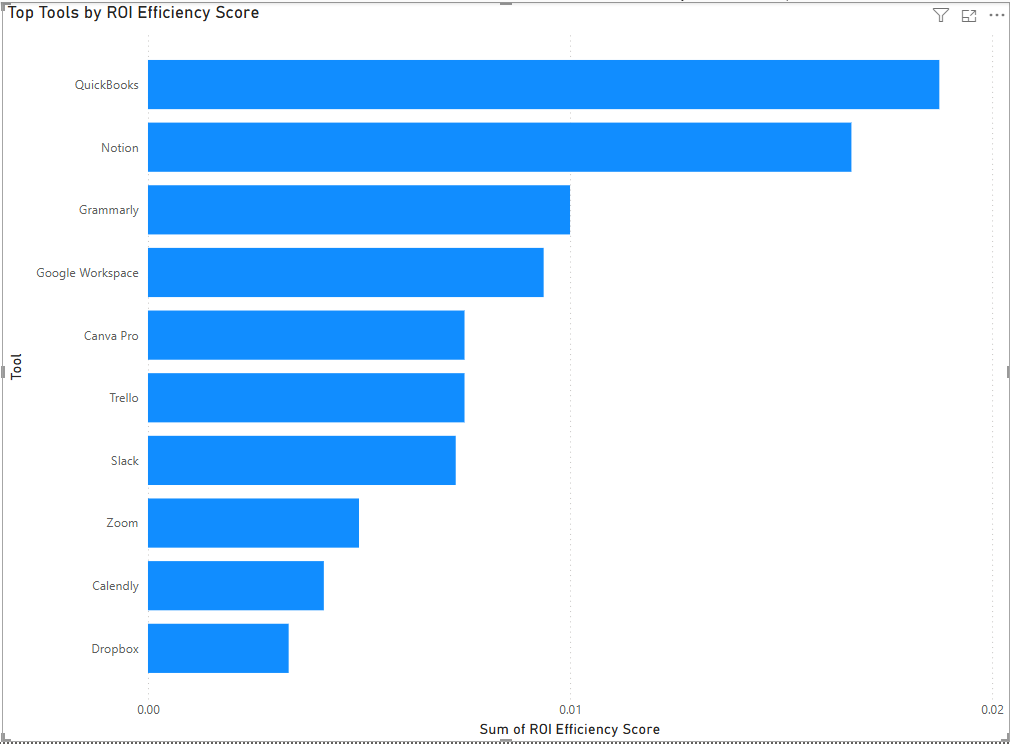 Top Tools by ROI Efficiency Score
QuickBooks
Notion
Grammarly
Google Workspace
Canva Pro
Trello
Slack
Zoom
Calendly
Dropbox
Tool
0.00 0.01 0.02
Sum of ROI Efficiency Score